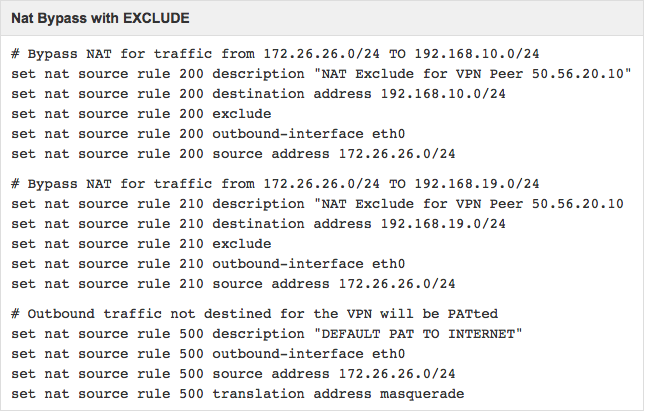 Nat Bypass with EXCLUDE
# Bypass NAT for traffic from 172.26.26.0/24 TO 192.168.10.0/24
set nat source rule 200 description "NAT Exclude for VPN Peer 50.56.20.10"
set nat source rule 200 destination address 192.168.10.0/24
set nat source rule 200 exclude
set nat source rule 200 outbound-interface eth0
set nat source rule 200 source address 172.26.26.0/24
# Bypass NAT for traffic from 172.26.26.0/24 TO 192.168.19.0/24
set nat source rule 210 description "NAT Exclude for VPN Peer 50.56.20.10
set nat source rule 210 destination address 192.168.19.0/24
set nat source rule 210 exclude
set nat source rule 210 outbound-interface eth0
set nat source rule 210 source address 172.26.26.0/24
# Outbound traffic not destined for the VPN will be PATted
set nat source rule 500 description "DEFAULT PAT TO INTERNET"
set nat source rule 500 outbound-interface eth0
set nat source rule 500 source address 172.26.26.0/24
set nat source rule 500 translation address masquerade